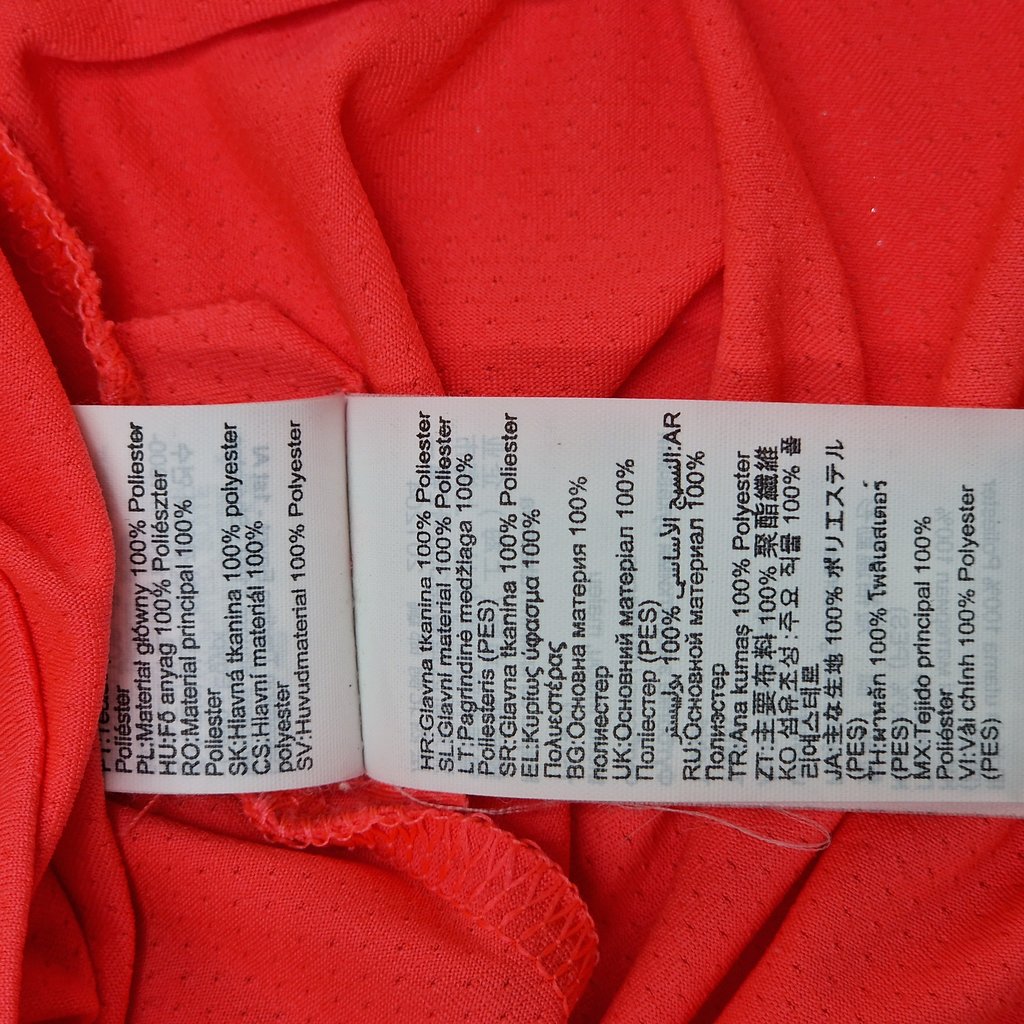 Poliéster
PL:Materiał główny 100% Poliester
HU:Fő anyag 100% Poliészter
RO:Material principal 100%
Poliester
SK:Hlavná tkanina 100% polyester
CS:Hlavní materiál 100%
polyester
SV:Huvudmaterial 100% Polyester
HR:Glavna tkanina 100% Poliester
SL:Glavni material 100% Poliester
LT:Pagrindinė medžiaga 100%
Poliesteris (PES)
SR:Glavna tkanina 100% Poliester
EL:Κυρίως υφασμα 100%
Πολυεστέρας
BG:Основна материя 100%
полиестер
UK:Основний матеріал 100%
Поліестер (PES)
AR:النسيج الأساسي 100% بوليستر
RU:Основной материал 100%
Полиэстер
TR:Ana kumaş 100% Polyester
ZT:主要布料 100% 聚酯纖維
KO 섬유조성 :주요 직물 100% 폴
리에스테르
JA:主な生地 100% ポリエステル
(PES)
TH:ผ้าหลัก 100% โพลีเอสเตอร์
(PES)
MX:Tejido principal 100%
Poliéster
VI:Vải chính 100% Polyester
(PES)